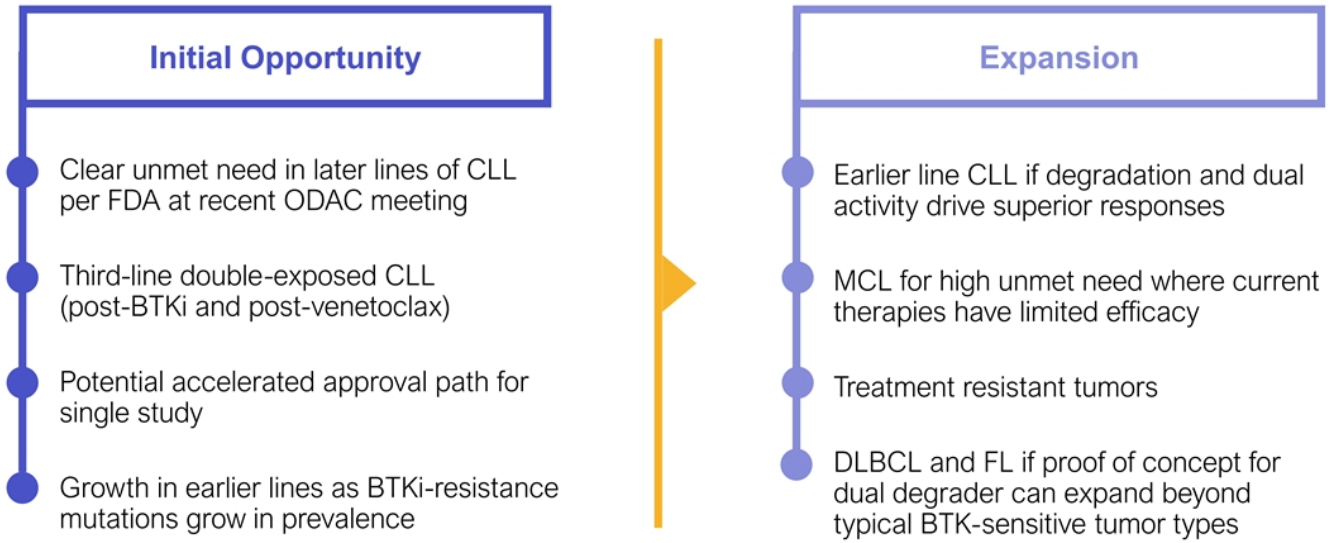 Initial Opportunity
Clear unmet need in later lines of CLL
per FDA at recent ODAC meeting
Third-line double-exposed CLL
(post-BTKi and post-venetoclax)
Potential accelerated approval path for
single study
Growth in earlier lines as BTKi-resistance
mutations grow in prevalence
Expansion
Earlier line CLL if degradation and dual
activity drive superior responses
MCL for high unmet need where current
therapies have limited efficacy
Treatment resistant tumors
DLBCL and FL if proof of concept for
dual degrader can expand beyond
typical BTK-sensitive tumor types